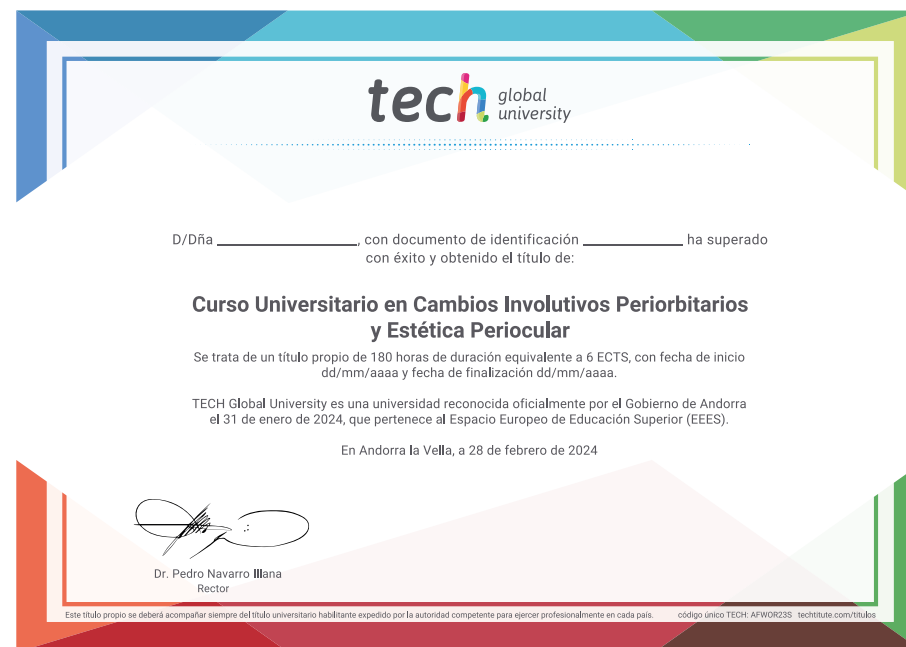 tech global university
D/Dña ____________________, con documento de identificación ______________ ha superado
con éxito y obtenido el título de:
Curso Universitario en Cambios Involutivos Periorbitarios
y Estética Periocular
Se trata de un título propio de 180 horas de duración equivalente a 6 ECTS, con fecha de inicio
dd/mm/aaaa y fecha de finalización dd/mm/aaaa.
TECH Global University es una universidad reconocida oficialmente por el Gobierno de Andorra
el 31 de enero de 2024, que pertenece al Espacio Europeo de Educación Superior (EEES).
En Andorra la Vella, a 28 de febrero de 2024
Dr. Pedro Navarro Illana
Rector
Este título propio se deberá acompañar siempre del título universitario habilitante expedido por la autoridad competente para ejercer profesionalmente en cada país. código único TECH: AFWOR23S techtitute.com/titulos